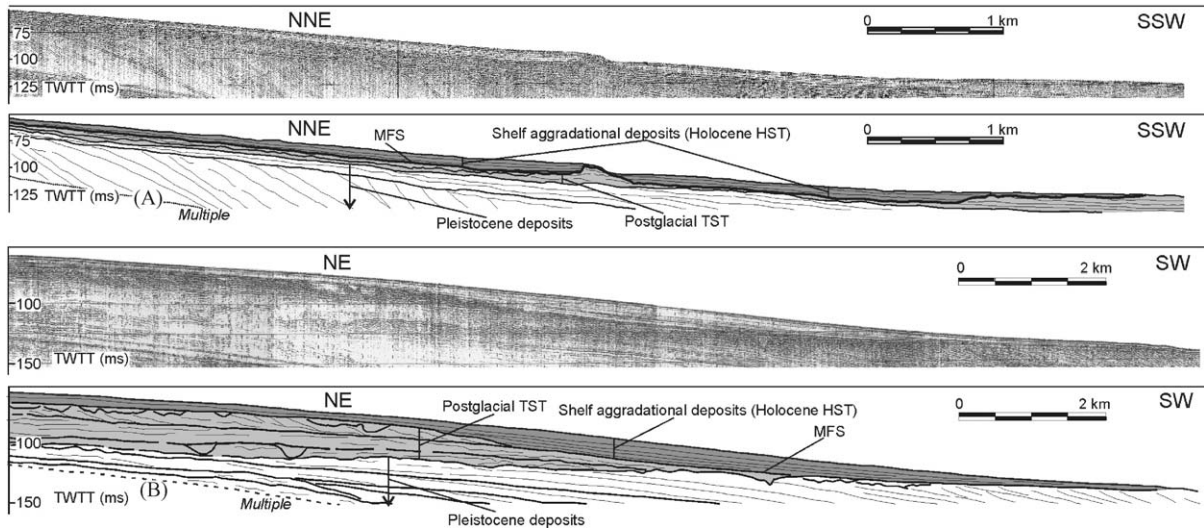 NNE
0 1 km
SSW
75
100
TWTT (ms)
125
NNE
Shelf aggradational deposits (Holocene HST)
0 1 km
SSW
MFS
75
100
125
TWTT (ms)
(A)
Multiple
Pleistocene deposits
Postglacial TST
NE
0 2 km
SW
100
TWTT (ms)
150
NE
Postglacial TST
Shelf aggradational deposits (Holocene HST)
0 2 km
SW
MFS
100
TWTT (ms)
(B)
150
Multiple
Pleistocene deposits